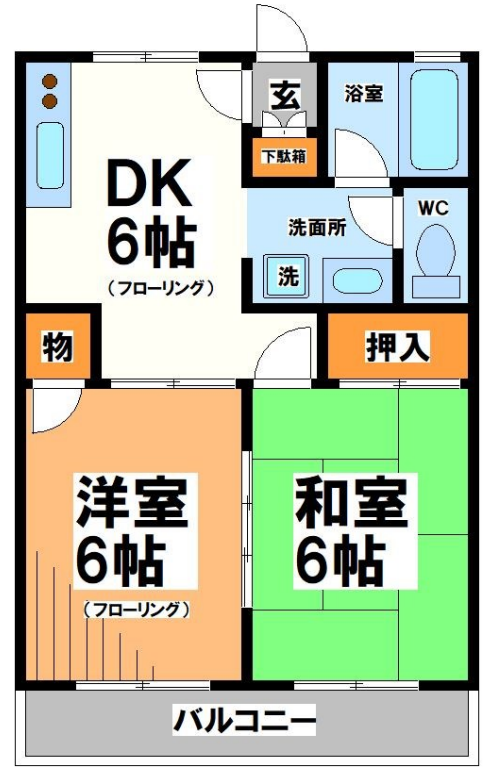 玄
浴室
下駄箱
DK
6帖
(フローリング)
洗面所
WC
洗
物
押入
洋室
6帖
(フローリング)
和室
6帖
バルコニー